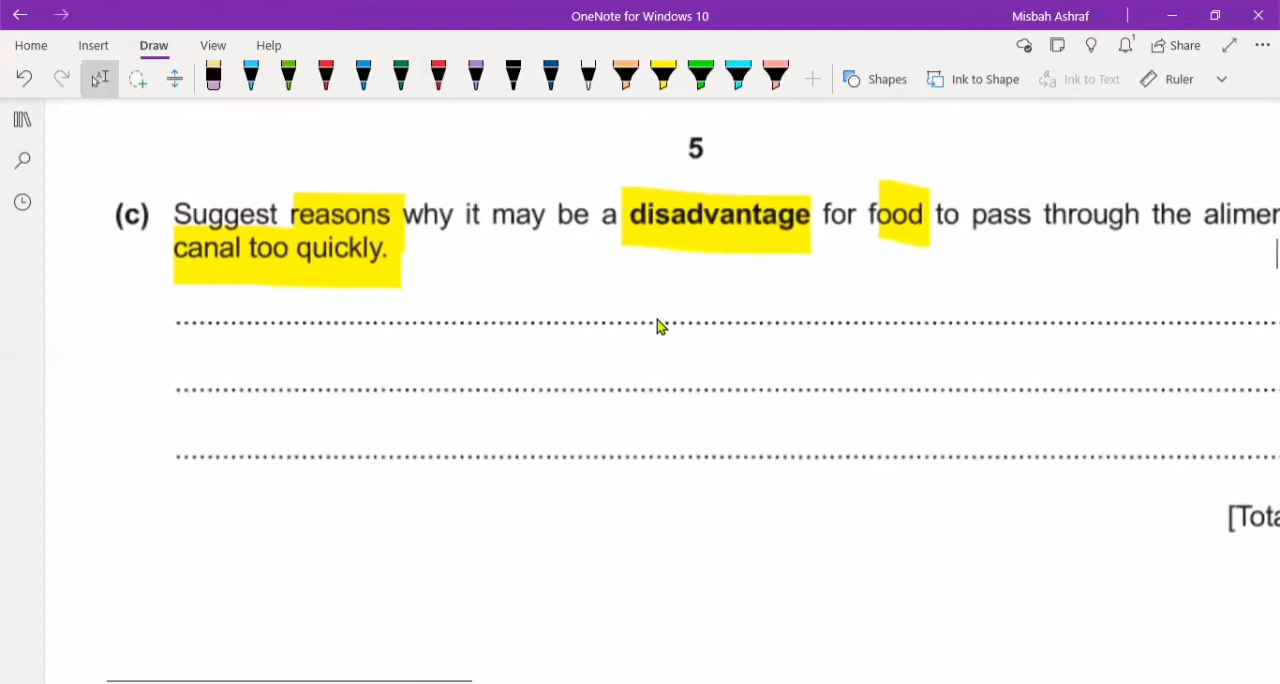 OneNote for Windows 10
Misbah Ashraf
Home Insert Draw View Help
1 Share
Shapes Ink to Shape Ink to Text Ruler
5
(c) Suggest reasons why it may be a disadvantage for food to pass through the alimer
canal too quickly.
[Tota